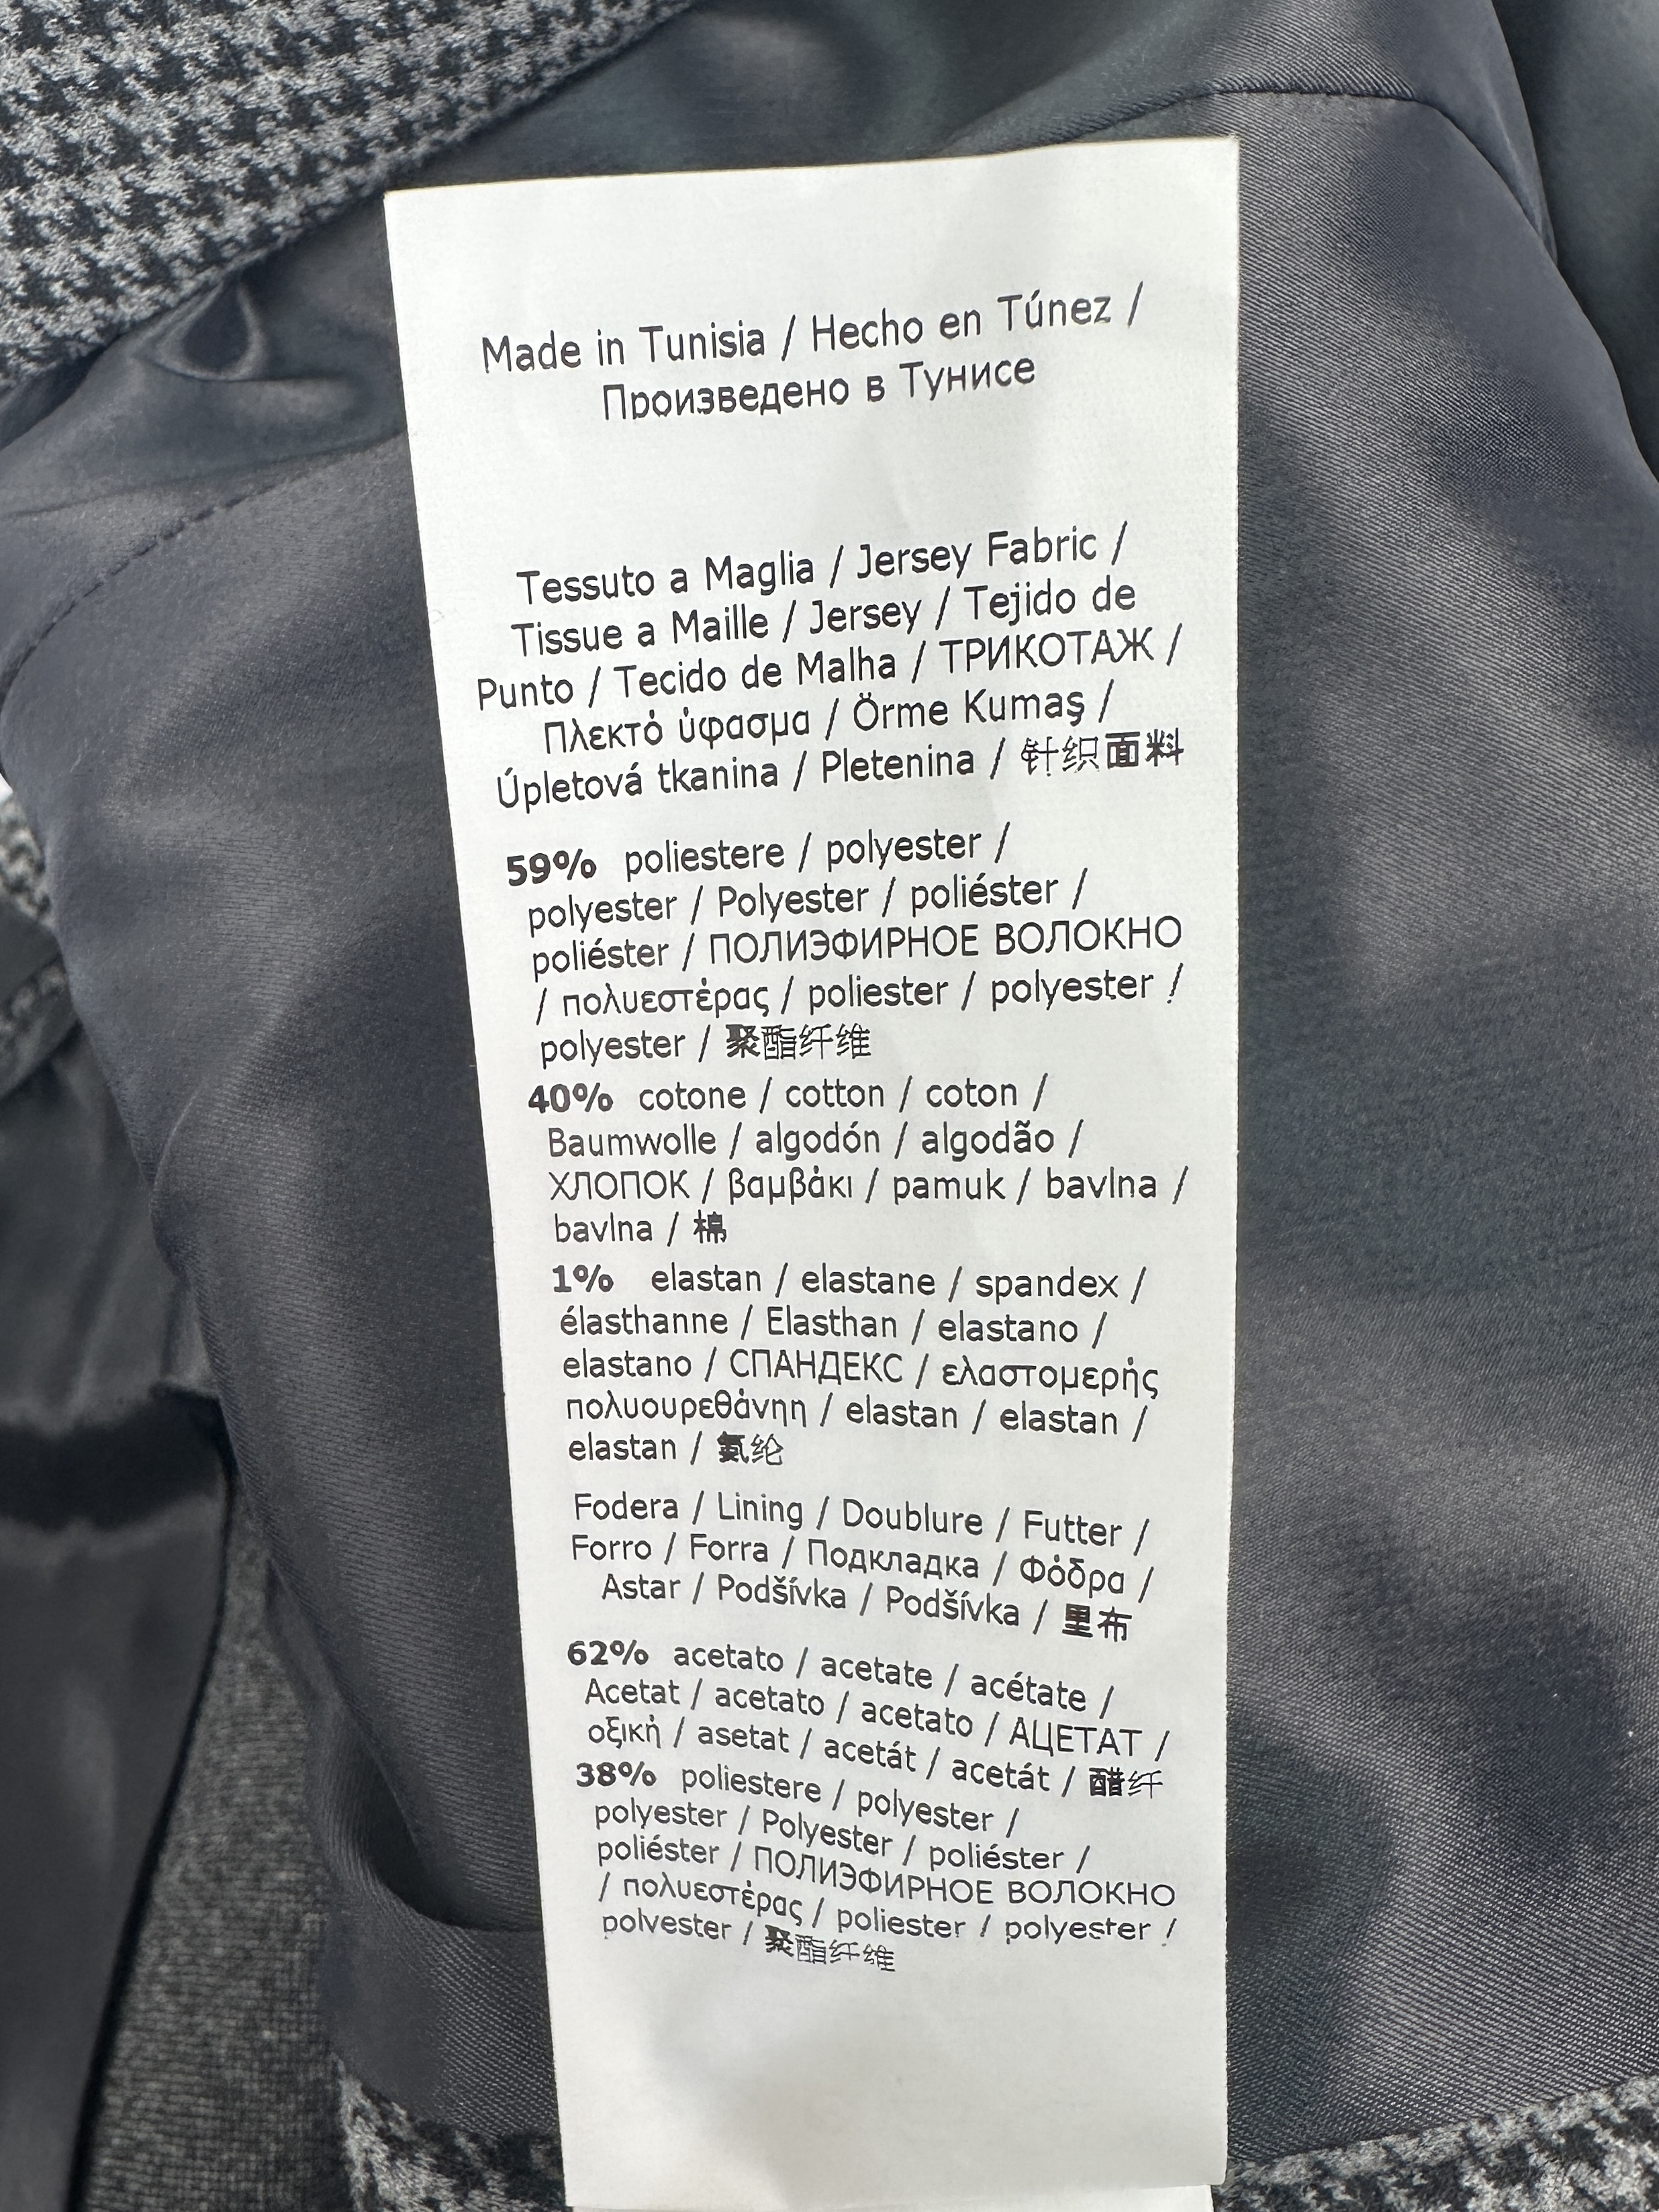 Made in Tunisia / Hecho en Túnez /
Произведено в Тунисе
Tessuto a Maglia / Jersey Fabric /
Tissue a Maille / Jersey / Tejido de
Punto / Tecido de Malha / ТРИКОТАЖ /
Πλεκτό ύφασμα / Örme Kumaş /
Úpletová tkanina / Pletenina / 针织面料
59% poliestere / polyester /
polyester / Polyester / poliéster /
poliéster / ПОЛИЭФИРНОЕ ВОЛОКНО
/ πολυεστέρας / poliester / polyester /
polyester / 聚酯纤维
40% cotone / cotton / coton /
Baumwolle / algodón / algodão /
ХЛОПОК / βαμβάκι / pamuk / bavlna /
bavlna / 棉
1% elastan / elastane / spandex /
élasthanne / Elasthan / elastano /
elastano / СПАНДЕКС / ελαστομερής
πολυουρεθάνηη / elastan / elastan /
elastan / 氨纶
Fodera / Lining / Doublure / Futter /
Forro / Forra / Подкладка / Φόδρα /
Astar / Podšívka / Podšívka / 里布
62% acetato / acetate / acétate /
Acetat / acetato / acetato / АЦЕТАТ /
οξική / asetat / acetát / acetát / 醋纤
38% poliestere / polyester /
polyester / Polyester / poliéster /
poliéster / ПОЛИЭФИРНОЕ ВОЛОКНО
/ πολυεστέρας / poliester / polyester /
polyester / 聚酯纤维